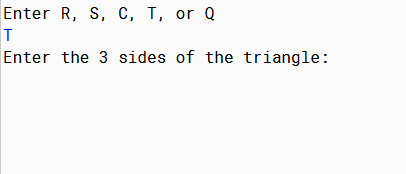 Enter R, S, C, T, or Q
T
Enter the 3 sides of the triangle: